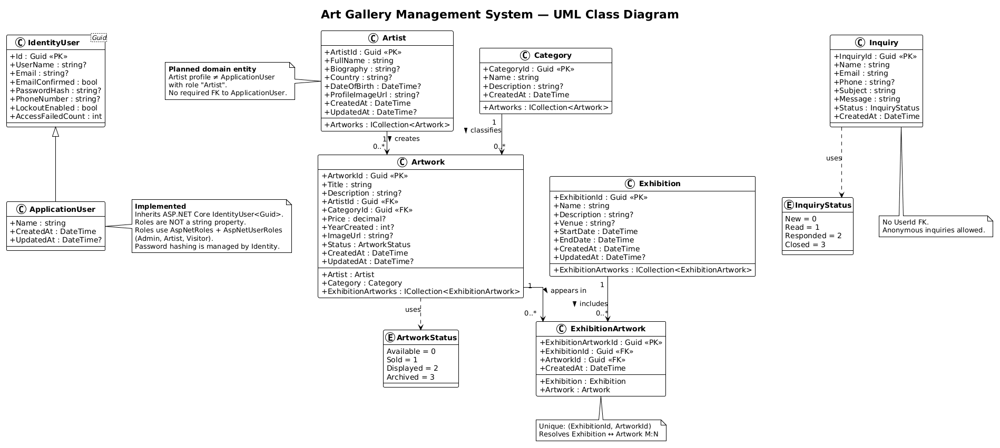 Art Gallery Management System — UML Class Diagram
C IdentityUser
Guid
+Id : Guid «PK»
+UserName : string?
+Email : string?
+EmailConfirmed : bool
+PasswordHash : string?
+PhoneNumber : string?
+LockoutEnabled : bool
+AccessFailedCount : int
Planned domain entity
Artist profile ≠ ApplicationUser
with role "Artist".
No required FK to ApplicationUser.
C Artist
+ArtistId : Guid «PK»
+FullName : string
+Biography : string?
+Country : string?
+DateOfBirth : DateTime?
+ProfileImageUrl : string?
+CreatedAt : DateTime
+UpdatedAt : DateTime?
+Artworks : ICollection<Artwork>
C Category
+CategoryId : Guid «PK»
+Name : string
+Description : string?
+CreatedAt : DateTime
+Artworks : ICollection<Artwork>
C Inquiry
+InquiryId : Guid «PK»
+Name : string
+Email : string
+Phone : string?
+Subject : string
+Message : string
+Status : InquiryStatus
+CreatedAt : DateTime
1
creates
0..*
1
classifies
0..*
C ApplicationUser
+Name : string
+CreatedAt : DateTime
+UpdatedAt : DateTime?
Implemented
Inherits ASP.NET Core IdentityUser<Guid>.
Roles are NOT a string property.
Roles use AspNetRoles + AspNetUserRoles
(Admin, Artist, Visitor).
Password hashing is managed by Identity.
C Artwork
+ArtworkId : Guid «PK»
+Title : string
+Description : string?
+ArtistId : Guid «FK»
+CategoryId : Guid «FK»
+Price : decimal?
+YearCreated : int?
+ImageUrl : string?
+Status : ArtworkStatus
+CreatedAt : DateTime
+UpdatedAt : DateTime?
+Artist : Artist
+Category : Category
+ExhibitionArtworks : ICollection<ExhibitionArtwork>
C Exhibition
+ExhibitionId : Guid «PK»
+Name : string
+Description : string?
+Venue : string?
+StartDate : DateTime
+EndDate : DateTime
+CreatedAt : DateTime
+UpdatedAt : DateTime?
+ExhibitionArtworks : ICollection<ExhibitionArtwork>
uses
E InquiryStatus
New = 0
Read = 1
Responded = 2
Closed = 3
No UserId FK.
Anonymous inquiries allowed.
1
appears in
0..*
1
includes
0..*
uses
E ArtworkStatus
Available = 0
Sold = 1
Displayed = 2
Archived = 3
C ExhibitionArtwork
+ExhibitionArtworkId : Guid «PK»
+ExhibitionId : Guid «FK»
+ArtworkId : Guid «FK»
+CreatedAt : DateTime
+Exhibition : Exhibition
+Artwork : Artwork
Unique: (ExhibitionId, ArtworkId)
Resolves Exhibition ↔ Artwork M:N